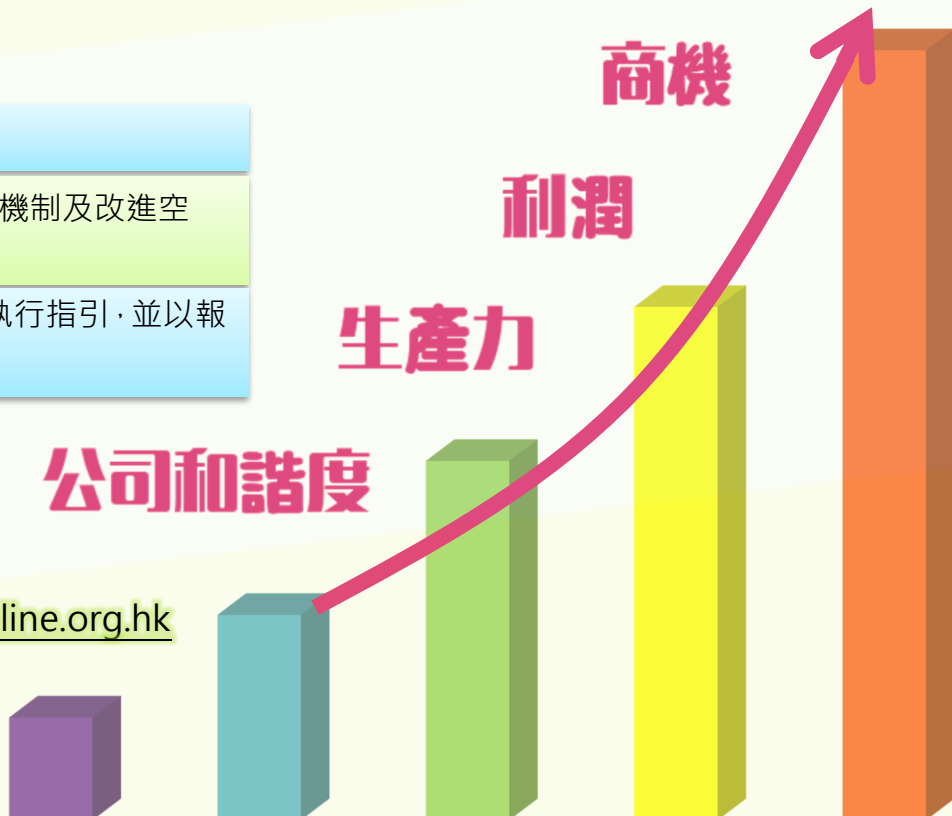 商機
利潤
機制及改進空
生產力
執行指引，並以報
公司和諧度
line.org.hk